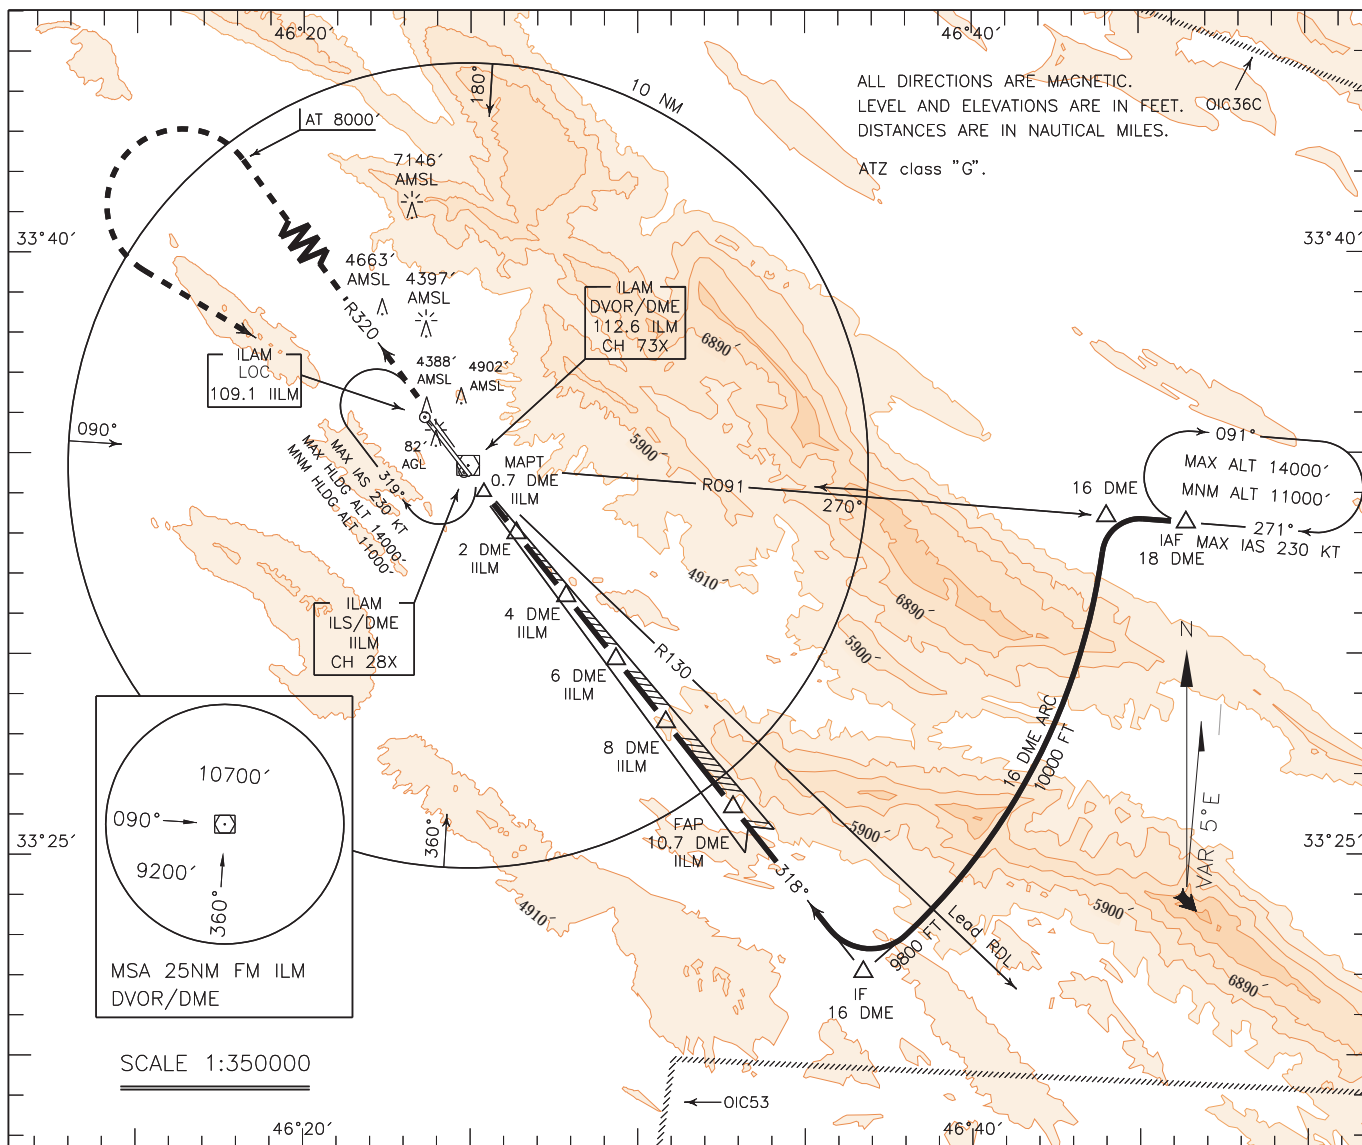 46°20′
46°40′
ALL DIRECTIONS ARE MAGNETIC.
LEVEL AND ELEVATIONS ARE IN FEET.
DISTANCES ARE IN NAUTICAL MILES.
ATZ class "G".
OIC36C
10 NM
180°
AT 8000′
7146′
AMSL
33°40′
33°40′
4663′
AMSL
4397′
AMSL
R320
ILAM
DVOR/DME
112.6 ILM
CH 73X
6890′
ILAM
LOC
109.1 IILM
4388′
AMSL
4902′
AMSL
090°
82′
AGL
319°
MAX IAS 230 KT
MAX HLDG ALT 14000′
MNM HLDG ALT 11000′
MAPT
0.7 DME
IILM
5900′
R091
270°
16 DME
091°
MAX ALT 14000′
MNM ALT 11000′
271°
IAF MAX IAS 230 KT
18 DME
2 DME
IILM
4910′
6890′
ILAM
ILS/DME
IILM
CH 28X
4 DME
IILM
5900′
N
R130
6 DME
IILM
16 DME ARC
10000 FT
8 DME
IILM
VAR 5°E
10700′
090°
9200′
360°
MSA 25NM FM ILM
DVOR/DME
33°25′
360°
FAP
10.7 DME
IILM
5900′
33°25′
318°
4910′
5900′
Lead RDL
9800 FT
6890′
IF
16 DME
SCALE 1:350000
OIC53
46°20′
46°40′